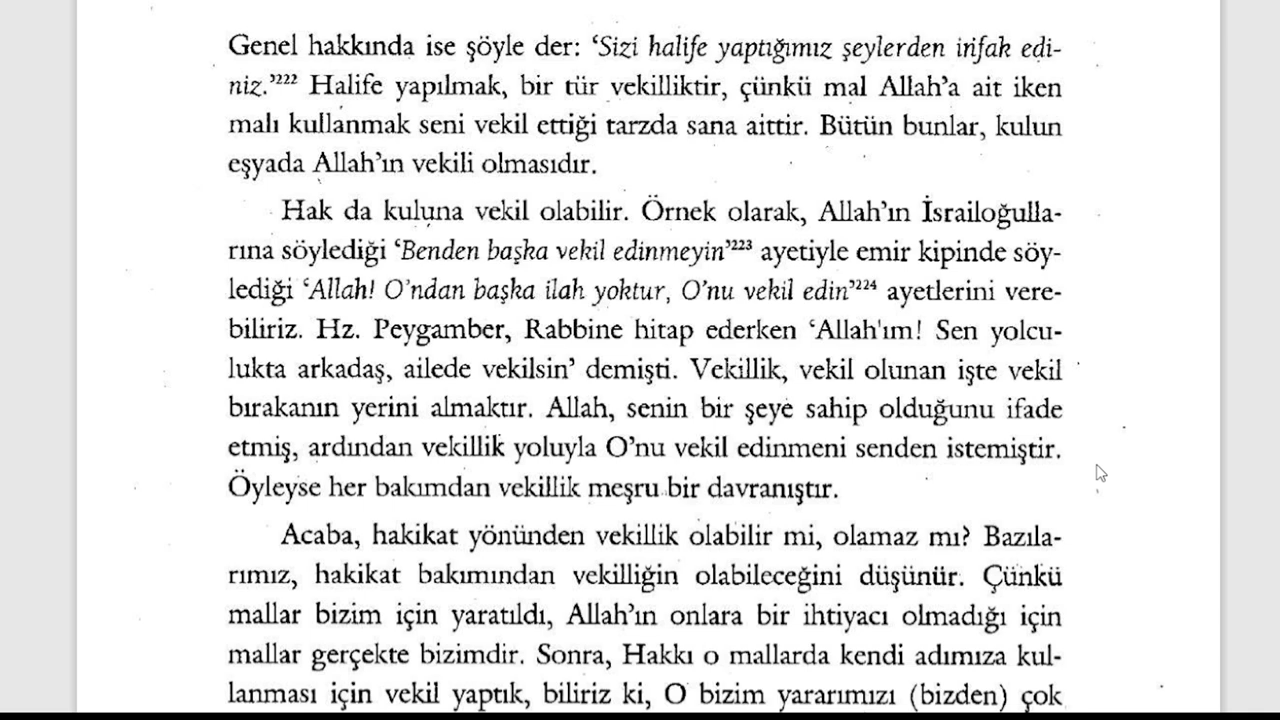 Genel hakkında ise şöyle der: ‘Sizi halife yaptığımız şeylerden infak edi-
niz.’²²² Halife yapılmak, bir tür vekilliktir, çünkü mal Allah’a ait iken
malı kullanmak seni vekil ettiği tarzda sana aittir. Bütün bunlar, kulun
eşyada Allah’ın vekili olmasıdır.
Hak da kuluna vekil olabilir. Örnek olarak, Allah’ın İsrailoğulla-
rına söylediği ‘Benden başka vekil edinmeyin’²²³ ayetiyle emir kipinde söy-
lediği ‘Allah! O’ndan başka ilah yoktur, O’nu vekil edin’²²⁴ ayetlerini vere-
biliriz. Hz. Peygamber, Rabbine hitap ederken ‘Allah'ım! Sen yolcu-
lukta arkadaş, ailede vekilsin’ demişti. Vekillik, vekil olunan işte vekil
bırakanın yerini almaktır. Allah, senin bir şeye sahip olduğunu ifade
etmiş, ardından vekillik yoluyla O’nu vekil edinmeni senden istemiştir.
Öyleyse her bakımdan vekillik meşru bir davranıştır.
Acaba, hakikat yönünden vekillik olabilir mi, olamaz mı? Bazıla-
rımız, hakikat bakımından vekilliğin olabileceğini düşünür. Çünkü
mallar bizim için yaratıldı, Allah’ın onlara bir ihtiyacı olmadığı için
mallar gerçekte bizimdir. Sonra, Hakkı o mallarda kendi adımıza kul-
lanması için vekil yaptık, biliriz ki, O bizim yararımızı (bizden) çok